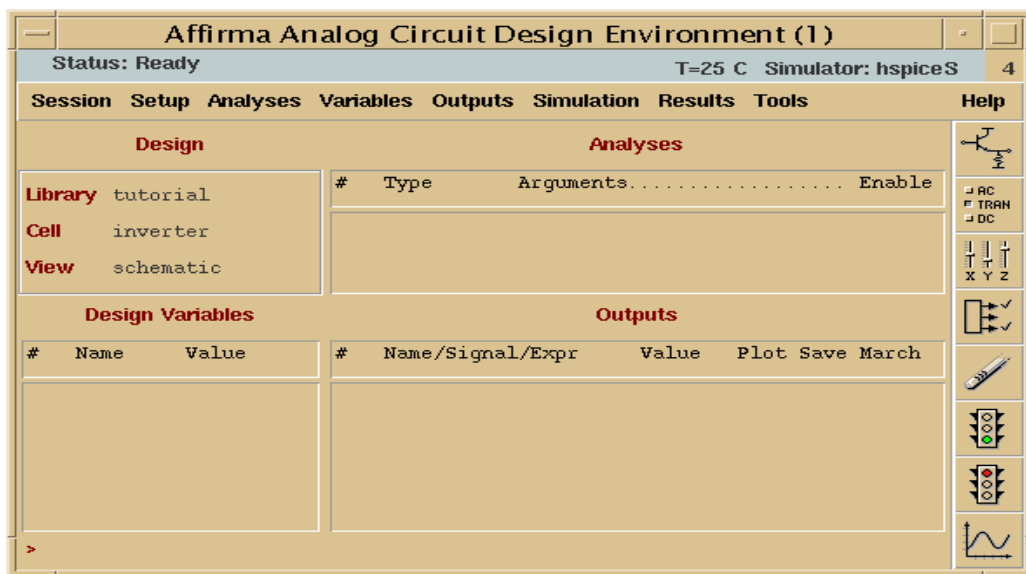 Affirma Analog Circuit Design Environment (1)
Status: Ready T=25 C Simulator: hspiceS 4
Session Setup Analyses Variables Outputs Simulation Results Tools Help
Design Analyses
# Type Arguments................... Enable
Library tutorial
Cell inverter
View schematic
AC
TRAN
DC
X Y Z
Design Variables Outputs
# Name Value # Name/Signal/Expr Value Plot Save March
>